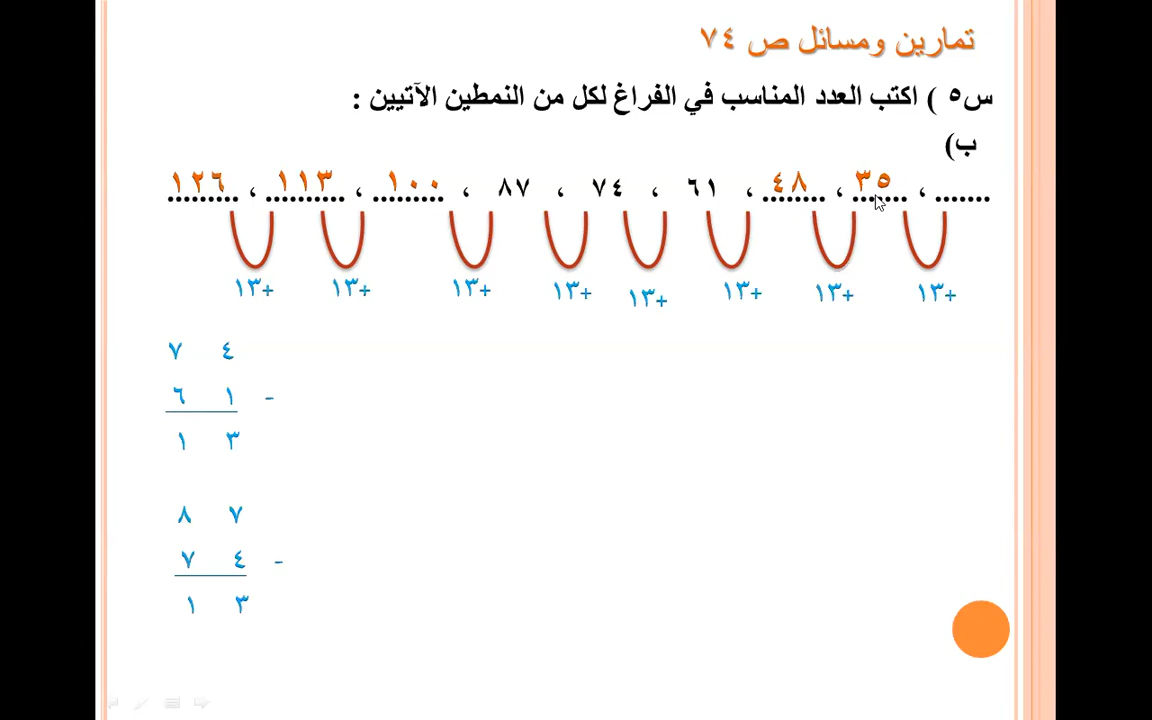 تمارين ومسائل ص ٧٤
س٥ ) اكتب العدد المناسب في الفراغ لكل من النمطين الآتيين :
ب)
....... ، ٣٥ ، ٤٨ ، ٦١ ، ٧٤ ، ٨٧ ، ١٠٠ ، ١١٣ ، ١٢٦
+١٣ +١٣ +١٣ +١٣ +١٣ +١٣ +١٣ +١٣
٧ ٤
٦ ١ -
١ ٣
٨ ٧
٧ ٤ -
١ ٣